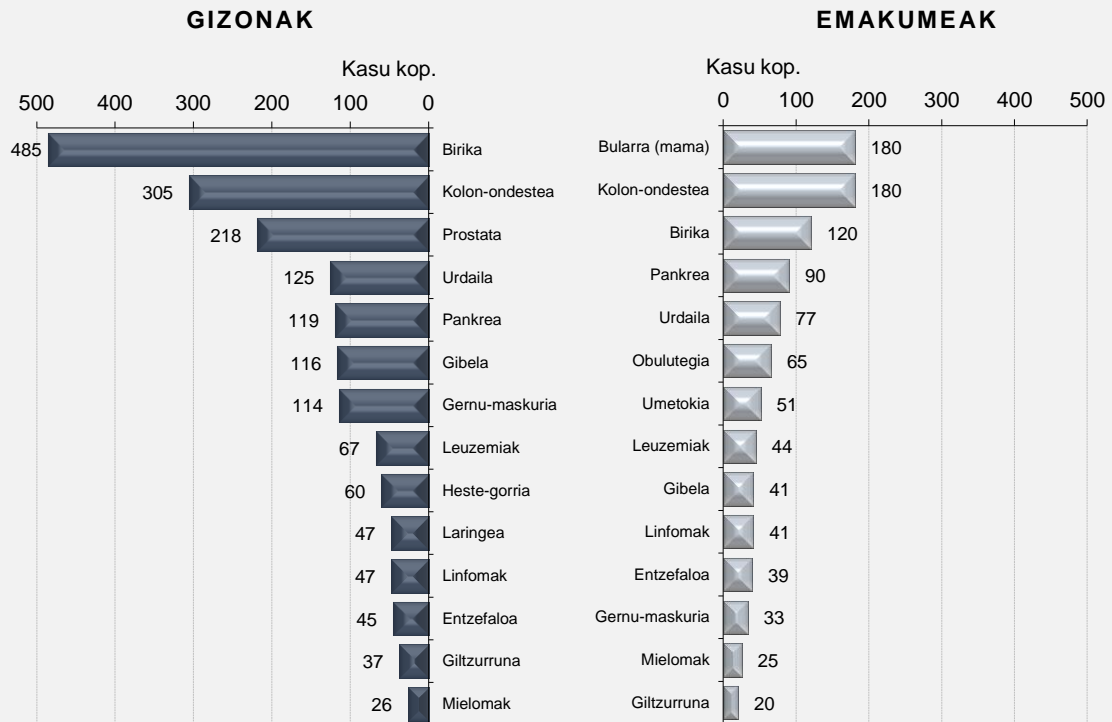 GIZONAK
EMAKUMEAK
Kasu kop.
Kasu kop.
500 400 300 200 100 0
0 100 200 300 400 500
485 Birika
305 Kolon-ondestea
218 Prostata
125 Urdaila
119 Pankrea
116 Gibela
114 Gernu-maskuria
67 Leuzemiak
60 Heste-gorria
47 Laringea
47 Linfomak
45 Entzefaloa
37 Giltzurruna
26 Mielomak
Bularra (mama) 180
Kolon-ondestea 180
Birika 120
Pankrea 90
Urdaila 77
Obulutegia 65
Umetokia 51
Leuzemiak 44
Gibela 41
Linfomak 41
Entzefaloa 39
Gernu-maskuria 33
Mielomak 25
Giltzurruna 20